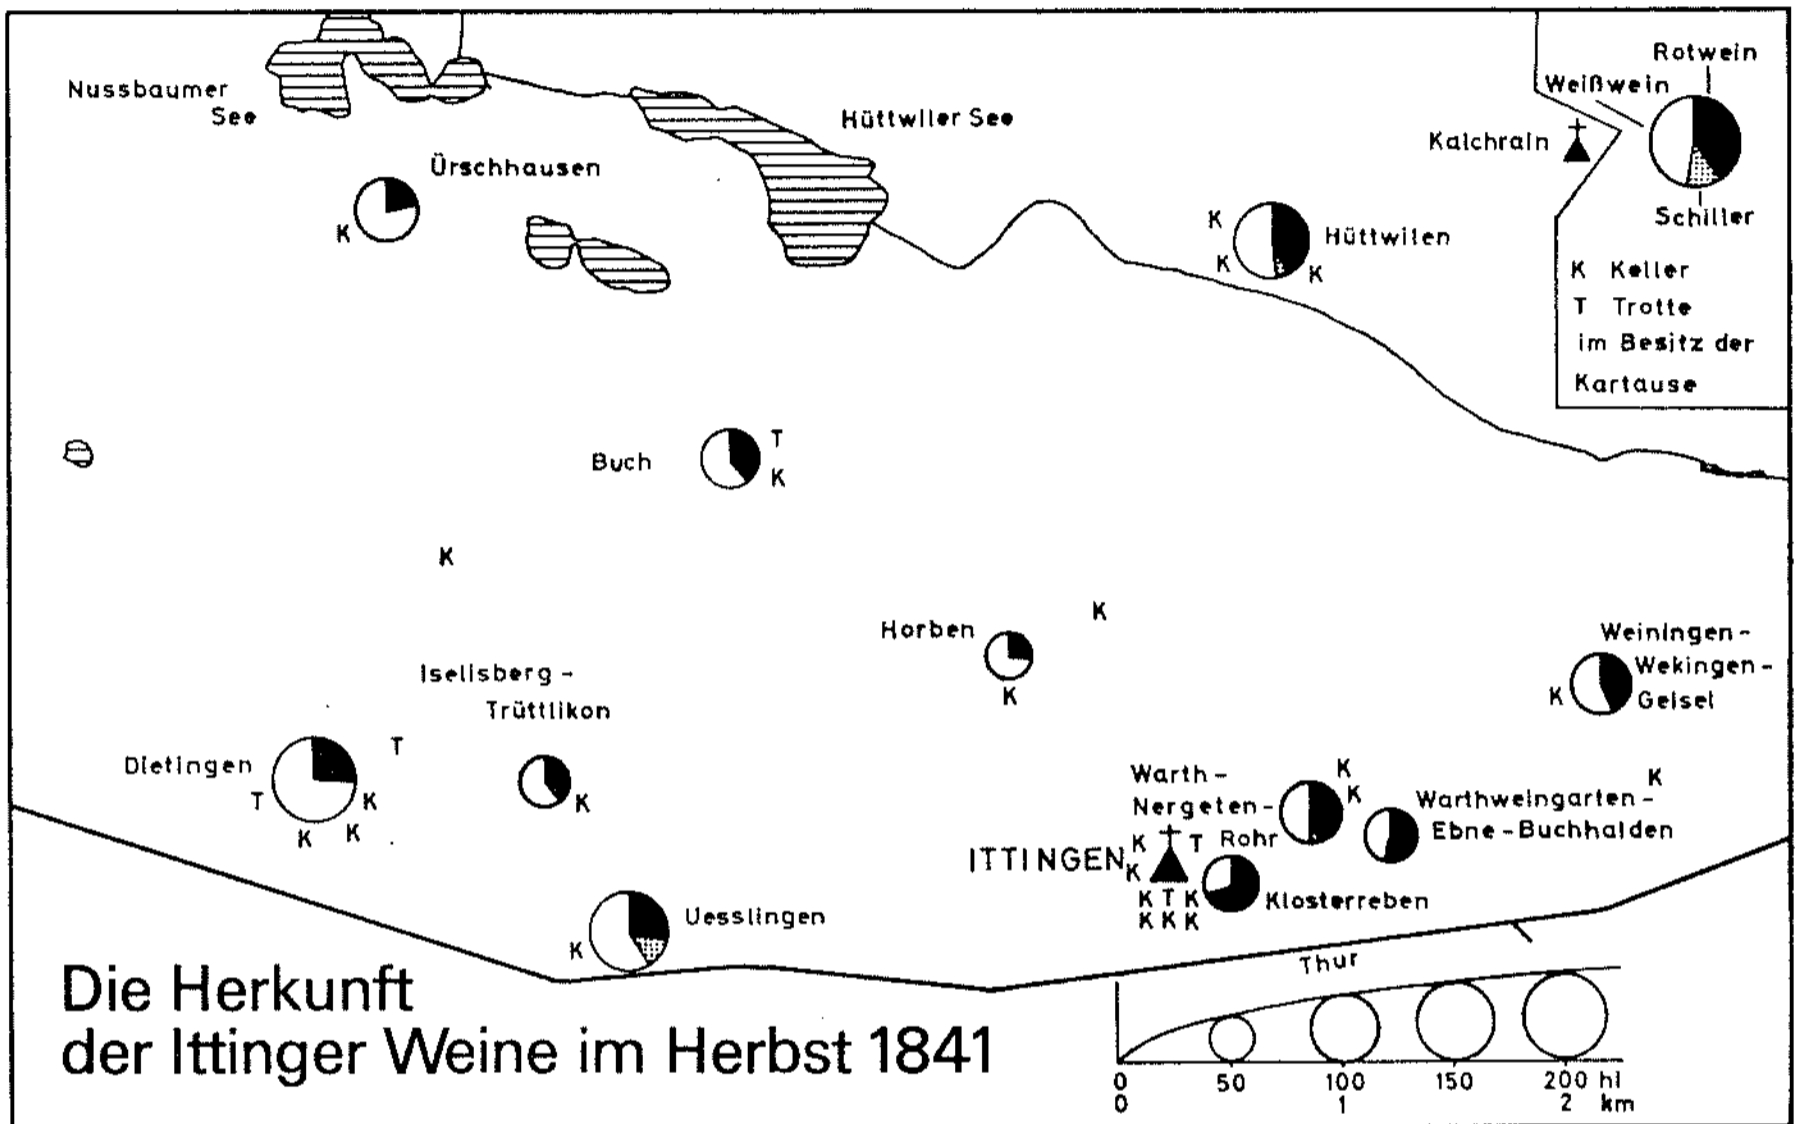 Nussbaumer
See
Ürschhausen
K
Hüttwiler See
Kalchrain
Rotwein
Weißwein
Schiller
K Keller
T Trotte
im Besitz der
Kartause
K
K
K
Hüttwilen
Buch
T
K
K
K
Horben
K
Iselisberg -
Trüttlikon
K
Dietingen
T
T
K
K
K
Weiningen -
Wekingen -
Geisel
K
K
Warth -
Nergeten -
Rohr
K
K
Warthweingarten -
Ebne - Buchhalden
ITTINGEN
K
T
K
K T K
K K K
Klosterreben
Uesslingen
K
Thur
Die Herkunft
der Ittinger Weine im Herbst 1841
0 50 100 150 200 hl
0 1 2 km